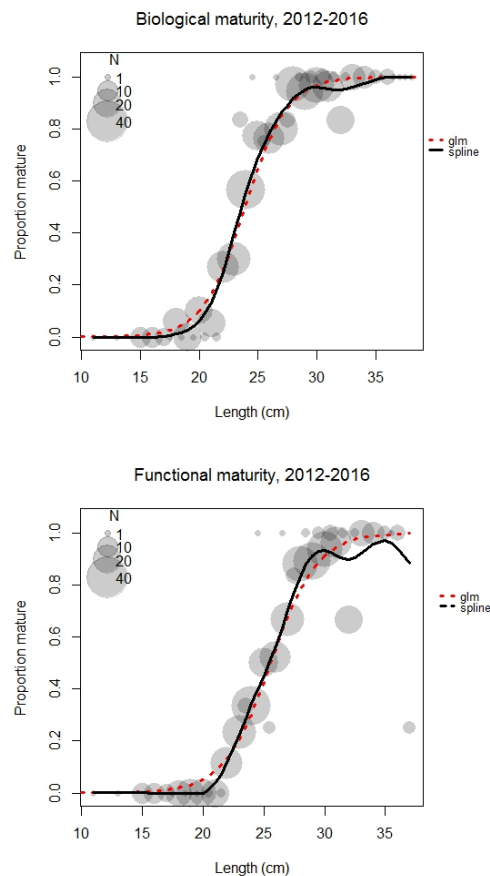 Biological maturity, 2012-2016
N
1
10
20
40
1.0
0.8
0.6
0.4
0.2
0.0
Proportion mature
glm
spline
10 15 20 25 30 35
Length (cm)
Functional maturity, 2012-2016
N
1
10
20
40
1.0
0.8
0.6
0.4
0.2
0.0
Proportion mature
glm
spline
10 15 20 25 30 35
Length (cm)